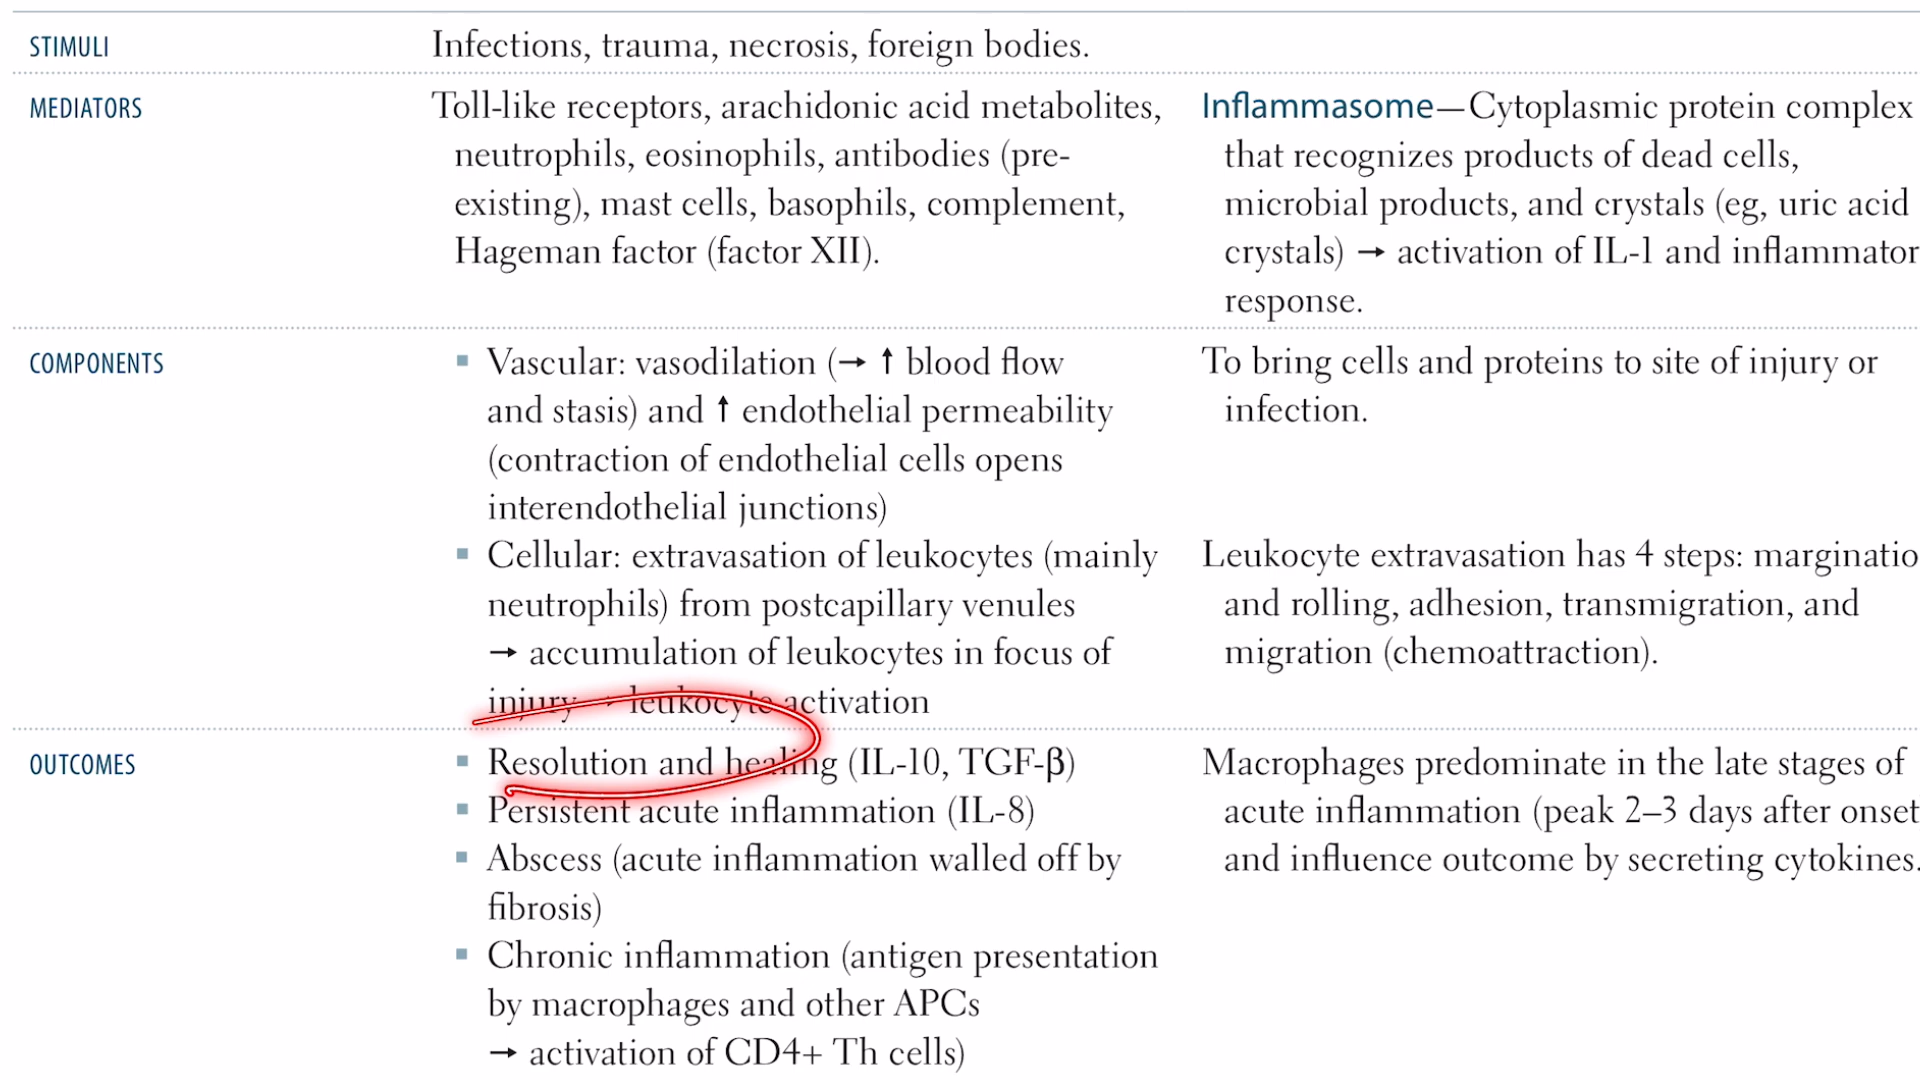 STIMULI
Infections, trauma, necrosis, foreign bodies.
MEDIATORS
Toll-like receptors, arachidonic acid metabolites,
neutrophils, eosinophils, antibodies (pre-
existing), mast cells, basophils, complement,
Hageman factor (factor XII).
Inflammasome—Cytoplasmic protein complex
that recognizes products of dead cells,
microbial products, and crystals (eg, uric acid
crystals) → activation of IL-1 and inflammator
response.
COMPONENTS
▪ Vascular: vasodilation (→ ↑ blood flow
and stasis) and ↑ endothelial permeability
(contraction of endothelial cells opens
interendothelial junctions)
To bring cells and proteins to site of injury or
infection.
▪ Cellular: extravasation of leukocytes (mainly
neutrophils) from postcapillary venules
→ accumulation of leukocytes in focus of
injury → leukocyte activation
Leukocyte extravasation has 4 steps: marginatio
and rolling, adhesion, transmigration, and
migration (chemoattraction).
OUTCOMES
▪ Resolution and healing (IL-10, TGF-β)
▪ Persistent acute inflammation (IL-8)
▪ Abscess (acute inflammation walled off by
fibrosis)
▪ Chronic inflammation (antigen presentation
by macrophages and other APCs
→ activation of CD4+ Th cells)
Macrophages predominate in the late stages of
acute inflammation (peak 2–3 days after onset
and influence outcome by secreting cytokines.